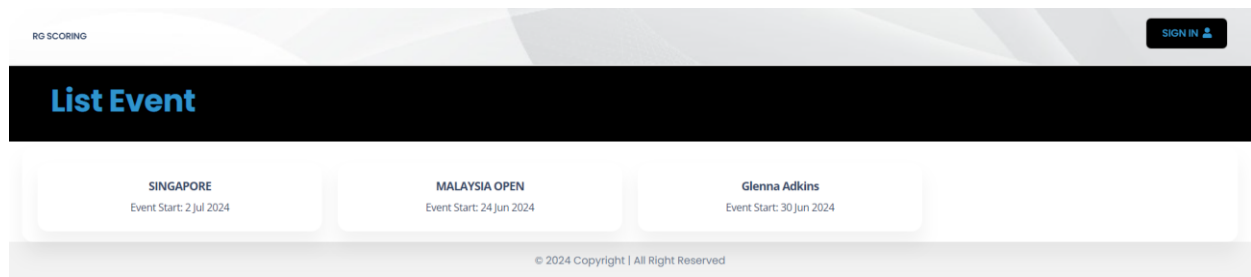 RG SCORING
SIGN IN
List Event
SINGAPORE
Event Start: 2 Jul 2024
MALAYSIA OPEN
Event Start: 24 Jun 2024
Glenna Adkins
Event Start: 30 Jun 2024
© 2024 Copyright | All Right Reserved